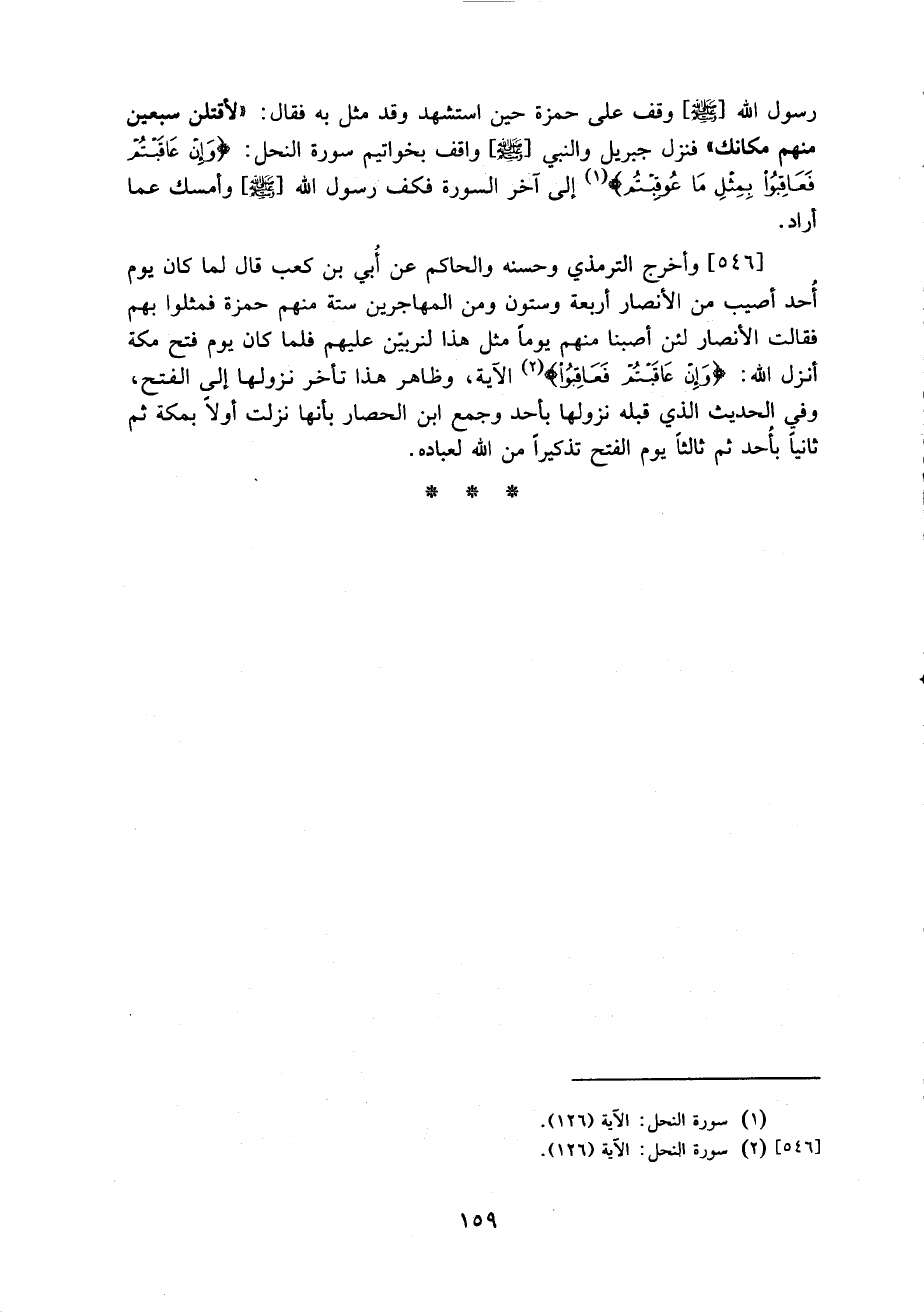 رسول الله [ﷺ] وقف على حمزة حين استشهد وقد مثل به فقال: «لأقتلن سبعين
منهم مكانك» فنزل جبريل والنبي [ﷺ] واقف بخواتيم سورة النحل: ﴿وَإِنْ عَاقَبْتُمْ
فَعَاقِبُوا۟ بِمِثْلِ مَا عُوقِبْتُم﴾(١) إلى آخر السورة فكف رسول الله [ﷺ] وأمسك عما
أراد.
[٥٤٦] وأخرج الترمذي وحسنه والحاكم عن أُبي بن كعب قال لما كان يوم
أُحد أصيب من الأنصار أربعة وستون ومن المهاجرين ستة منهم حمزة فمثلوا بهم
فقالت الأنصار لئن أصبنا منهم يوماً مثل هذا لنربيّن عليهم فلما كان يوم فتح مكة
أنزل الله: ﴿وَإِنْ عَاقَبْتُمْ فَعَاقِبُوا۟﴾(٢) الآية، وظاهر هذا تأخر نزولها إلى الفتح،
وفي الحديث الذي قبله نزولها بأحد وجمع ابن الحصار بأنها نزلت أولاً بمكة ثم
ثانياً بأُحد ثم ثالثاً يوم الفتح تذكيراً من الله لعباده.
* * *
(١) سورة النحل: الآية (١٢٦).
[٥٤٦] (٢) سورة النحل: الآية (١٢٦).
١٥٩